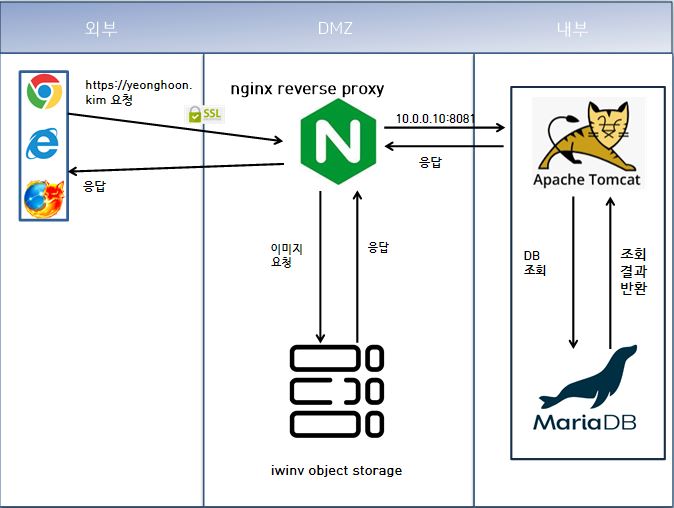 외부
DMZ
내부
https://yeonghoon.
kim 요청
SSL
응답
nginx reverse proxy
N
10.0.0.10:8081
응답
이미지
요청
응답
iwinv object storage
Apache Tomcat
DB
조회
조회
결과
반환
MariaDB